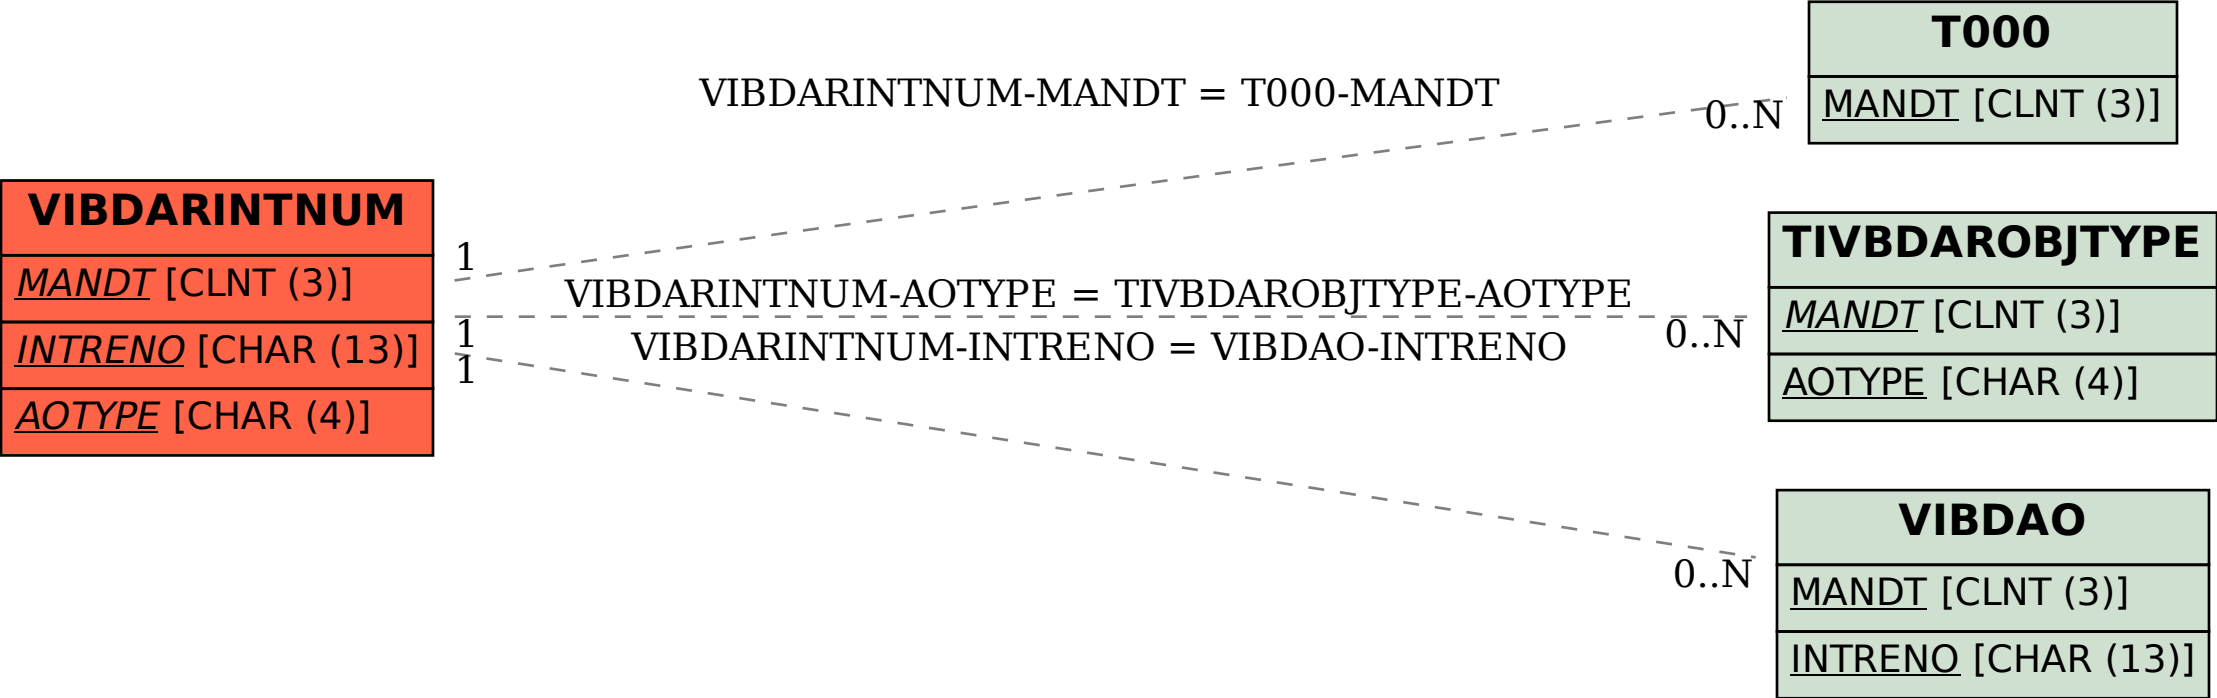 T000
MANDT [CLNT (3)]
VIBDARINTNUM-MANDT = T000-MANDT
0..N
VIBDARINTNUM
MANDT [CLNT (3)]
INTRENO [CHAR (13)]
AOTYPE [CHAR (4)]
1
VIBDARINTNUM-AOTYPE = TIVBDAROBJTYPE-AOTYPE
1
0..N
VIBDARINTNUM-INTRENO = VIBDAO-INTRENO
1
0..N
TIVBDAROBJTYPE
MANDT [CLNT (3)]
AOTYPE [CHAR (4)]
VIBDAO
MANDT [CLNT (3)]
INTRENO [CHAR (13)]